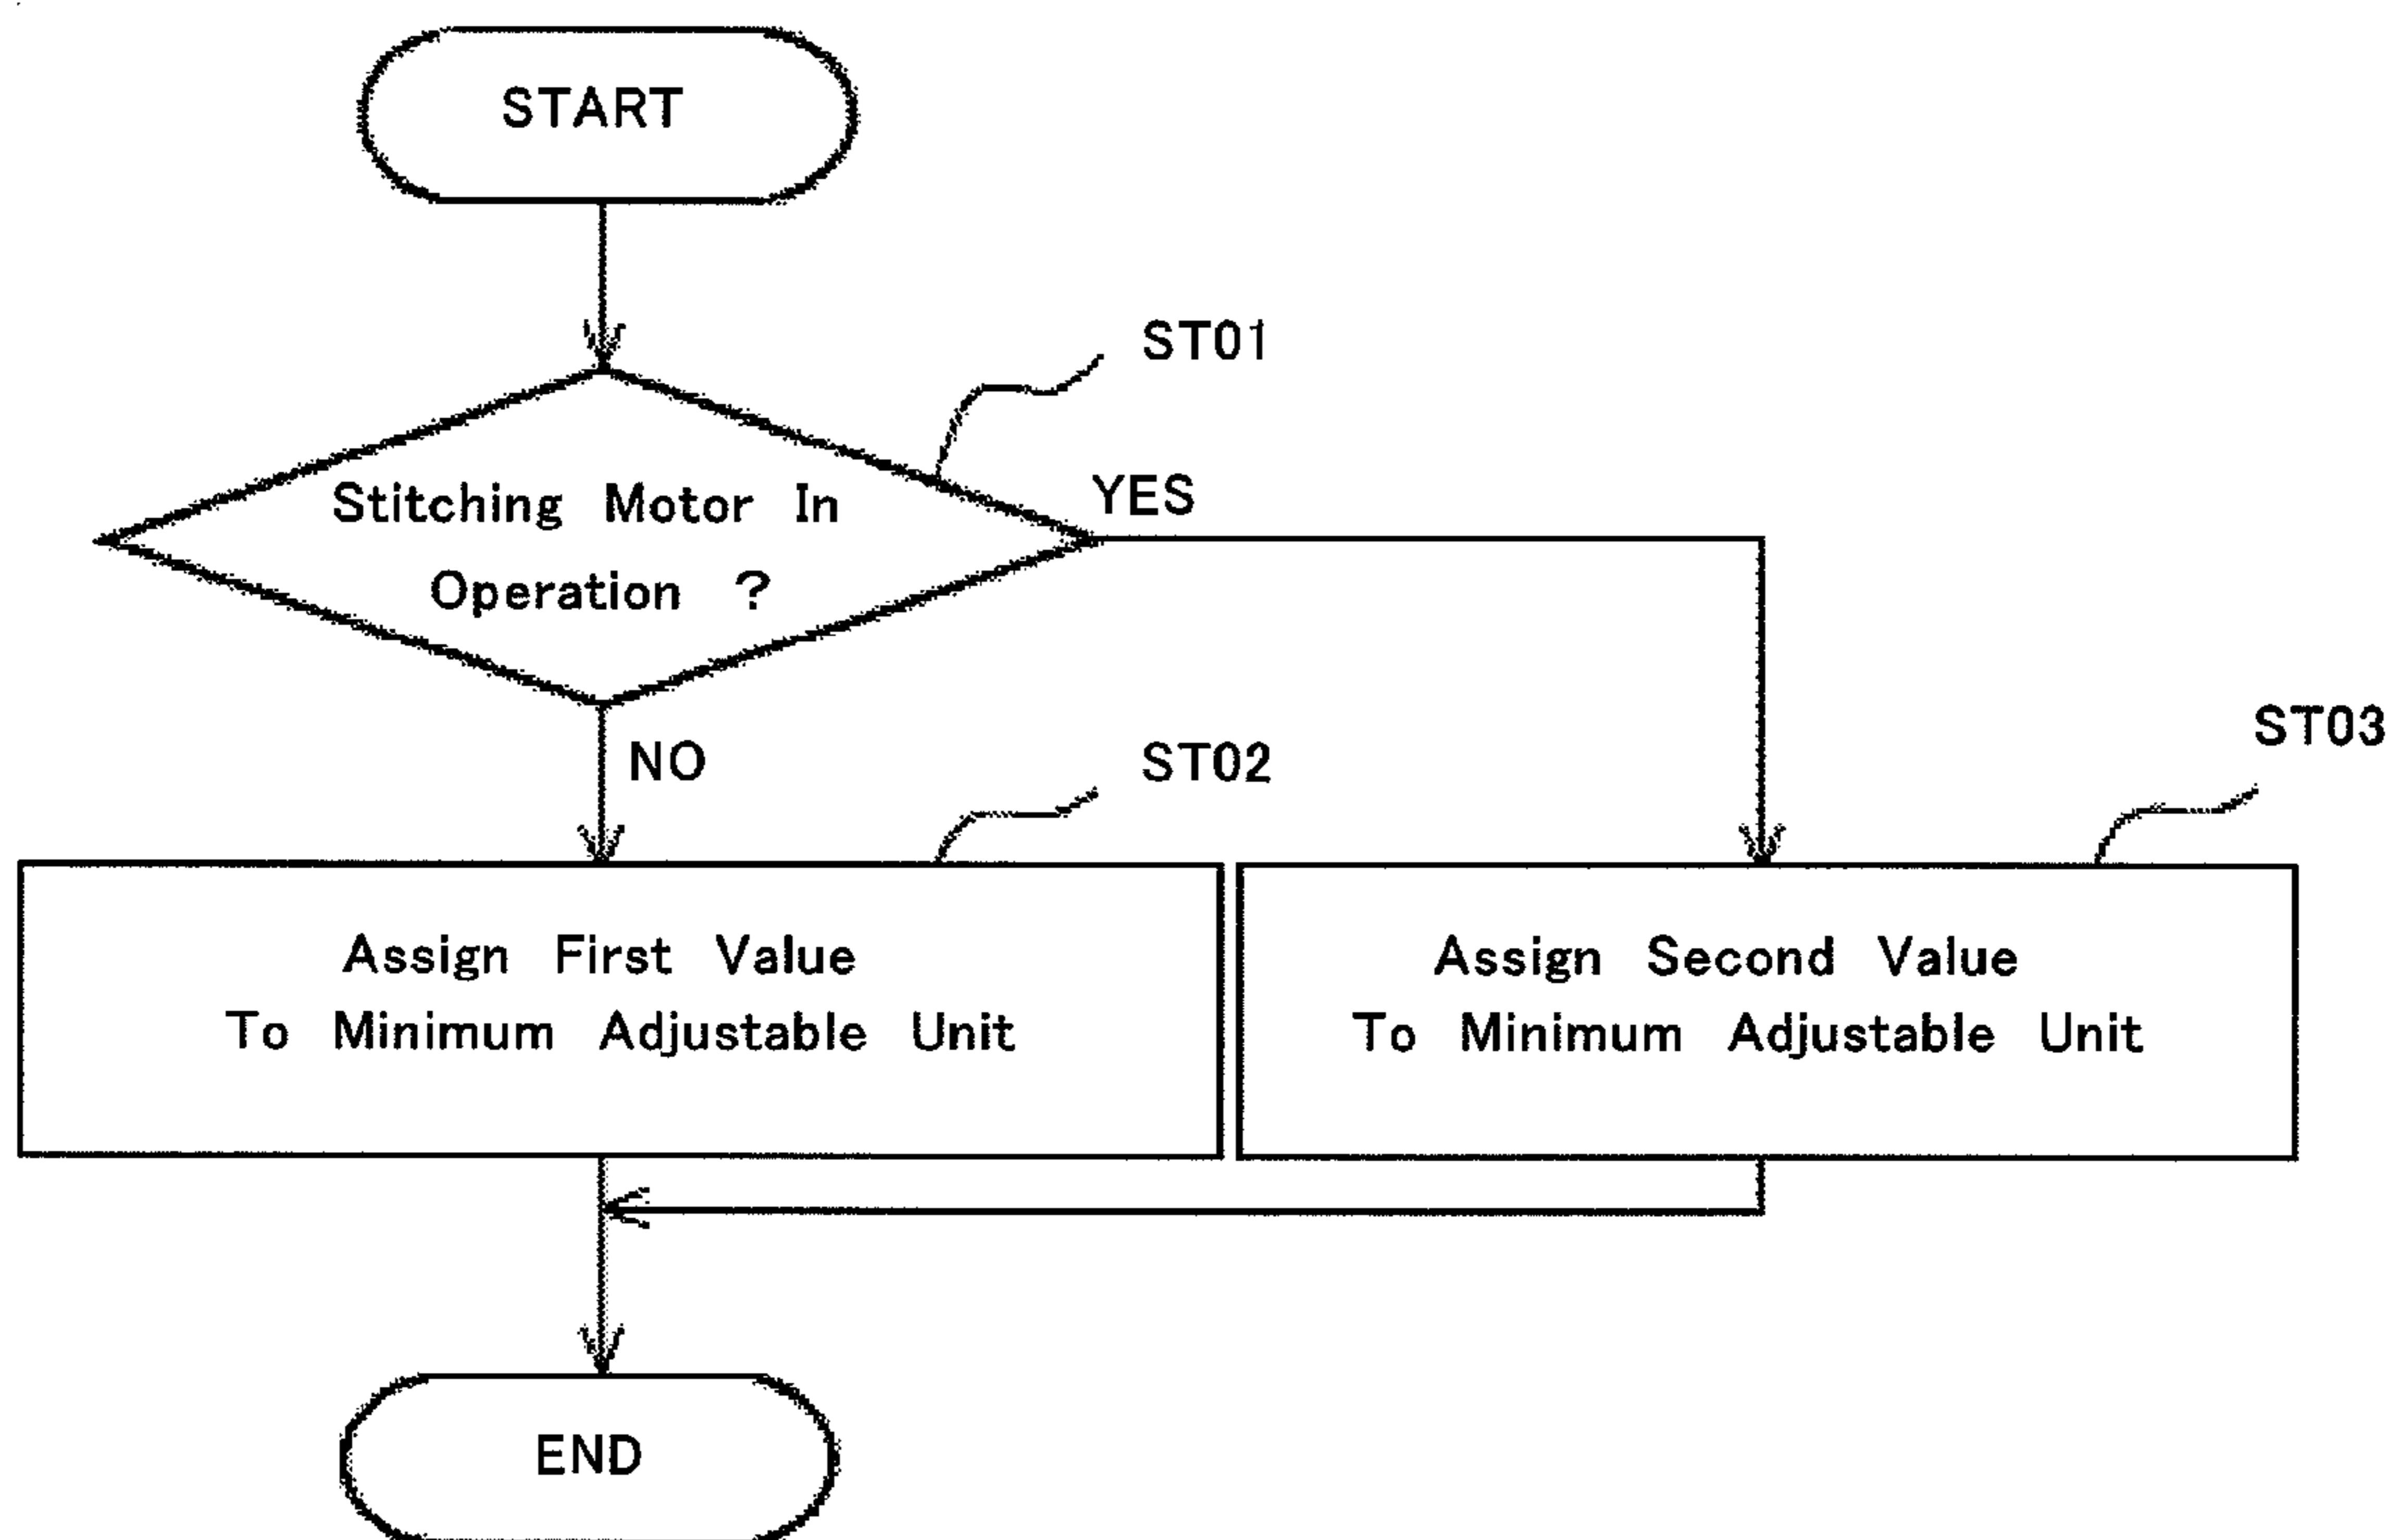 START
ST01
Stitching Motor In
Operation ?
YES
NO
ST02
ST03
Assign First Value
To Minimum Adjustable Unit
Assign Second Value
To Minimum Adjustable Unit
END